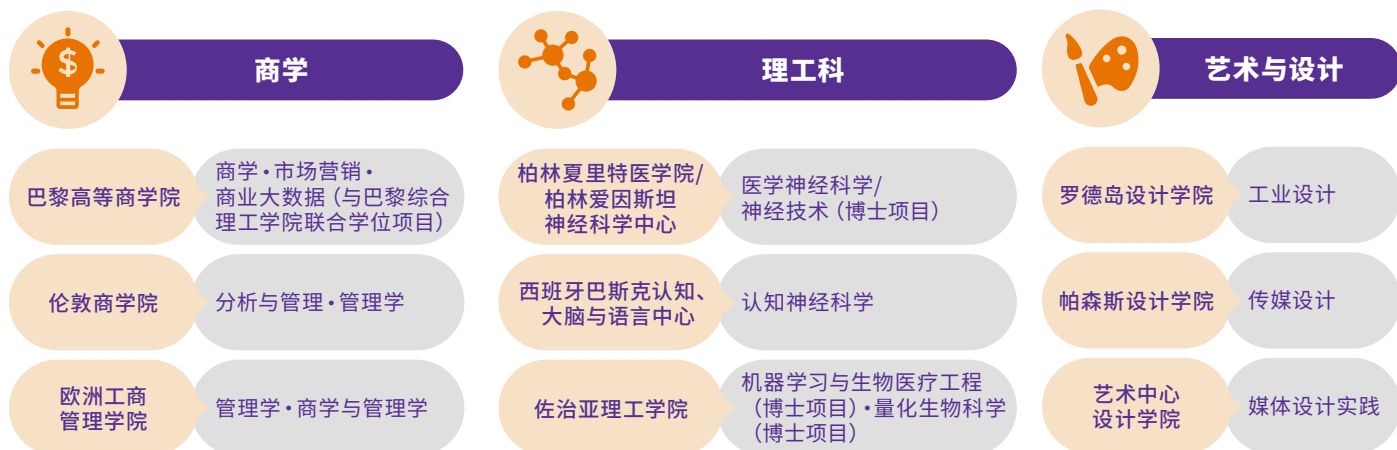 商学
巴黎高等商学院
商学·市场营销·
商业大数据（与巴黎综合
理工学院联合学位项目）
伦敦商学院
分析与管理·管理学
欧洲工商
管理学院
管理学·商学与管理学
理工科
柏林夏里特医学院/
柏林爱因斯坦
神经科学中心
医学神经科学/
神经技术（博士项目）
西班牙巴斯克认知、
大脑与语言中心
认知神经科学
佐治亚理工学院
机器学习与生物医疗工程
（博士项目）·量化生物科学
（博士项目）
艺术与设计
罗德岛设计学院
工业设计
帕森斯设计学院
传媒设计
艺术中心
设计学院
媒体设计实践